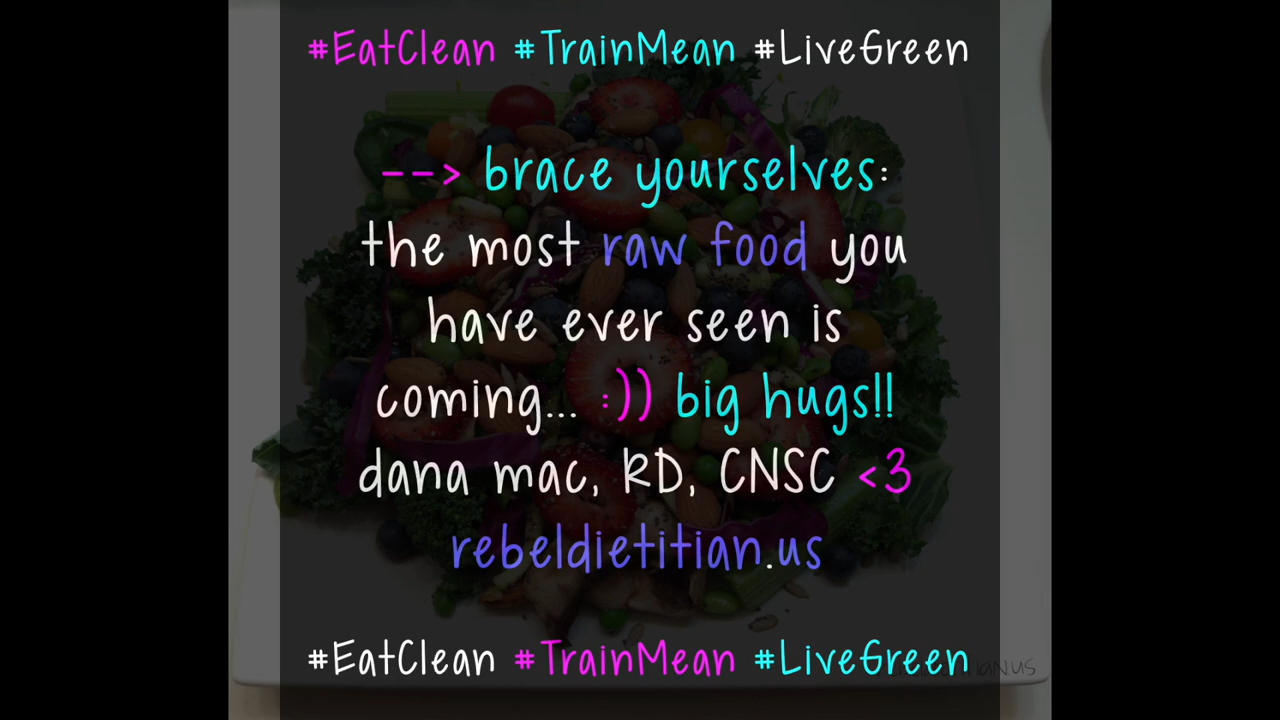 #EatClean #TrainMean #LiveGreen
--> brace yourselves:
the most raw food you
have ever seen is
coming... :)) big hugs!!
dana mac, RD, CNSC <3
rebeldietitian.us
#EatClean #TrainMean #LiveGreen